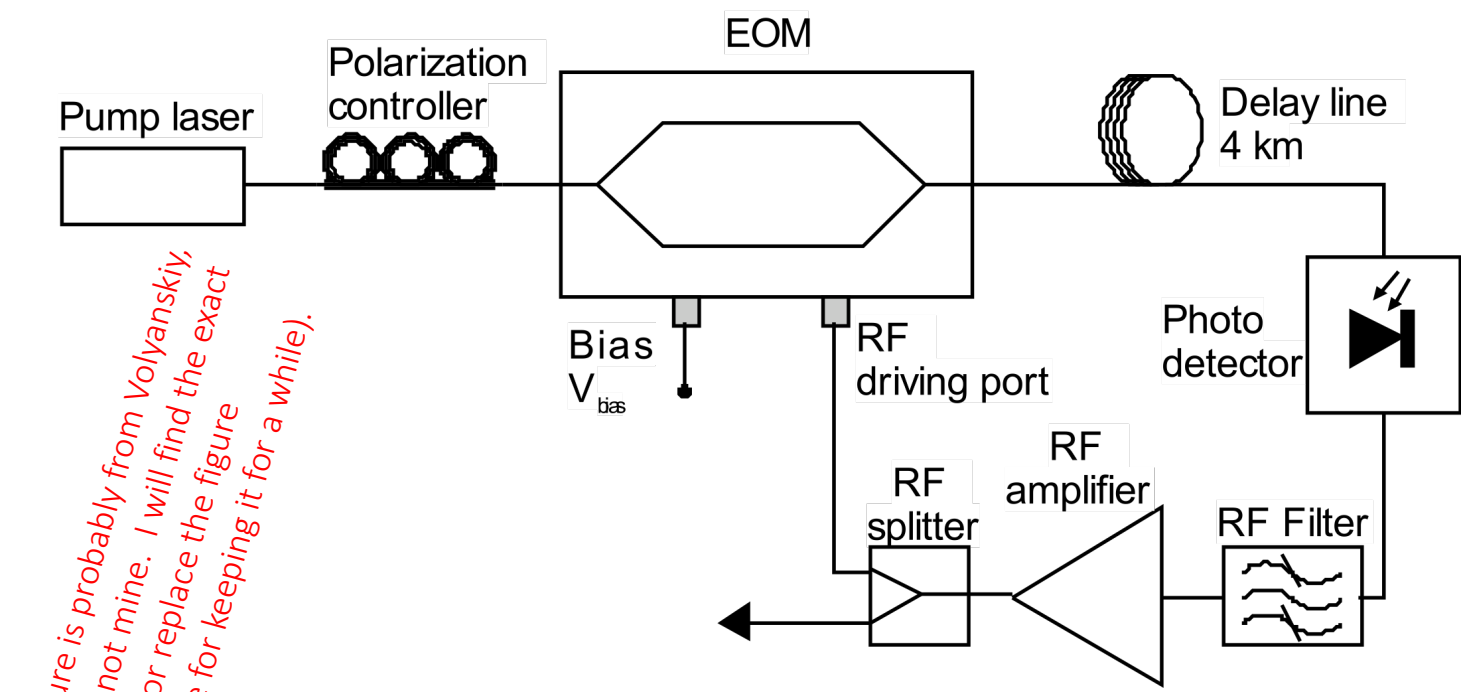 EOM
Polarization
controller
Pump laser
Delay line
4 km
Bias
V bias
RF
driving port
Photo
detector
RF
amplifier
RF
splitter
RF Filter
is probably from Volyanskiy,
not mine. I will find the exact
or replace the figure
for keeping it for a while).